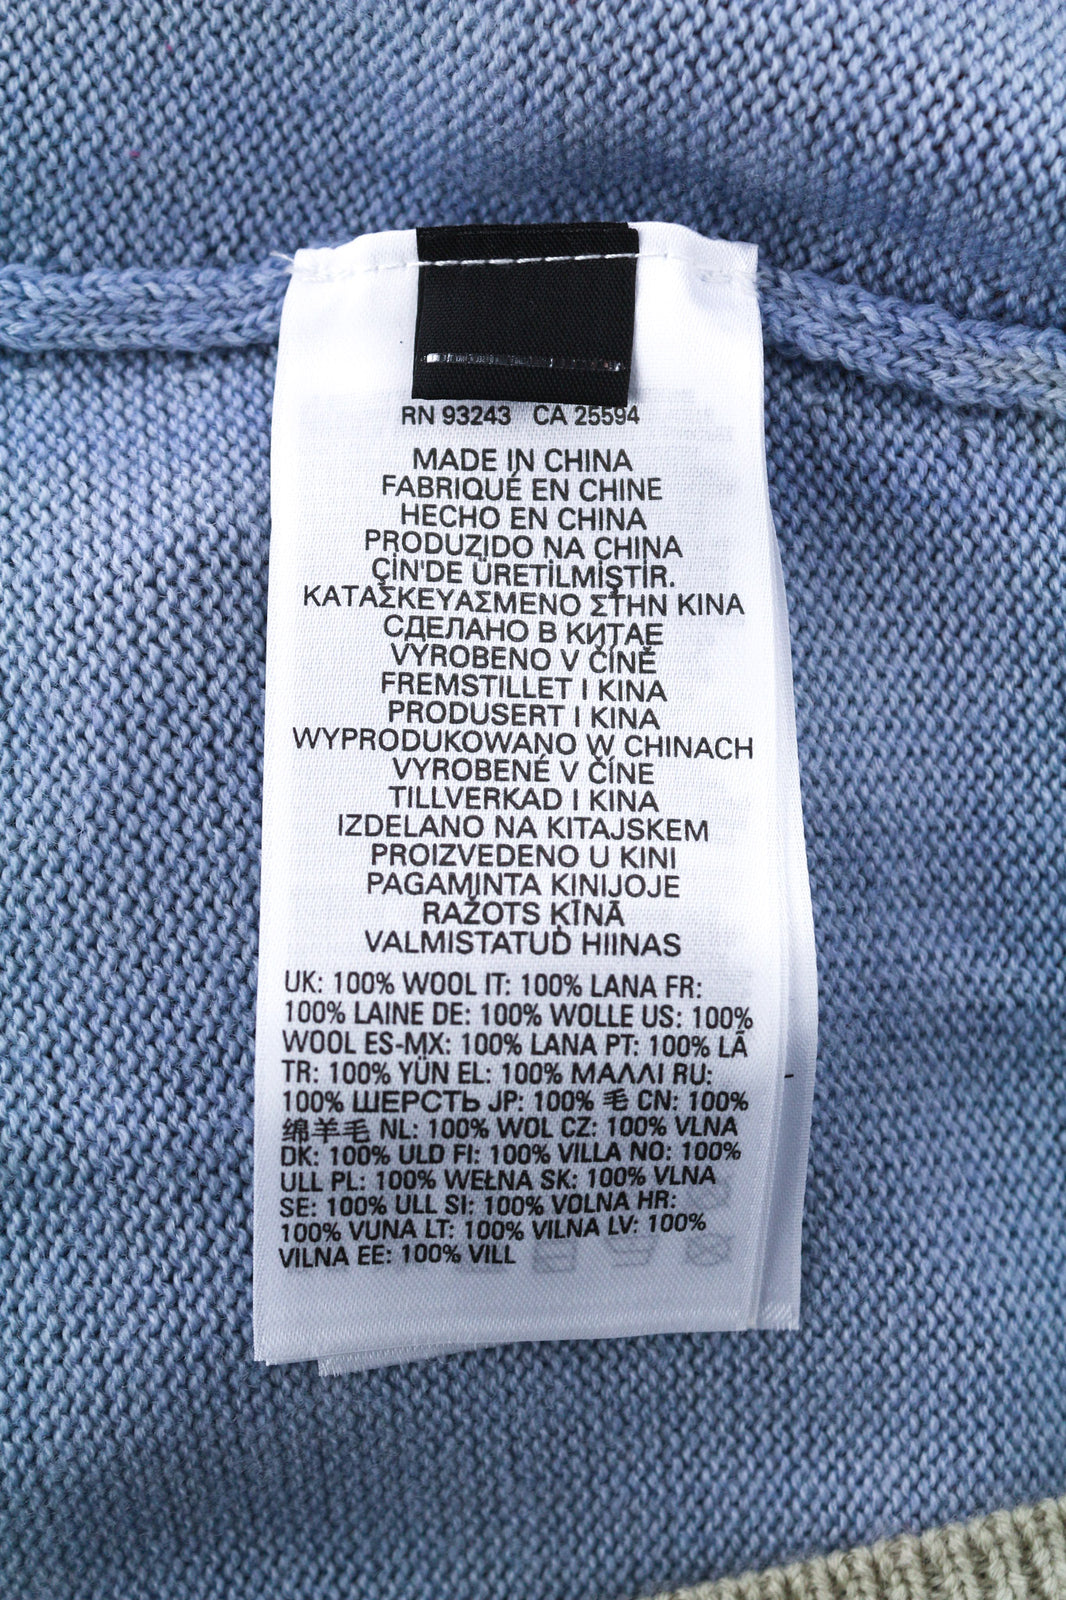 RN 93243 CA 25594
MADE IN CHINA
FABRIQUÉ EN CHINE
HECHO EN CHINA
PRODUZIDO NA CHINA
ÇİN'DE ÜRETİLMİŞTİR.
ΚΑΤΑΣΚΕΥΑΣΜΕΝΟ ΣΤΗΝ ΚΙΝΑ
СДЕЛАНО В КИТАЕ
VYROBENO V ČÍNĚ
FREMSTILLET I KINA
PRODUSERT I KINA
WYPRODUKOWANO W CHINACH
VYROBENÉ V ČÍNE
TILLVERKAD I KINA
IZDELANO NA KITAJSKEM
PROIZVEDENO U KINI
PAGAMINTA KINIJOJE
RAŽOTS ĶĪNĀ
VALMISTATUD HIINAS
UK: 100% WOOL IT: 100% LANA FR:
100% LAINE DE: 100% WOLLE US: 100%
WOOL ES-MX: 100% LANA PT: 100% LÃ
TR: 100% YÜN EL: 100% ΜΑΛΛΙ RU:
100% ШЕРСТЬ JP: 100% 毛 CN: 100%
绵羊毛 NL: 100% WOL CZ: 100% VLNA
DK: 100% ULD FI: 100% VILLA NO: 100%
ULL PL: 100% WEŁNA SK: 100% VLNA
SE: 100% ULL SI: 100% VOLNA HR:
100% VUNA LT: 100% VILNA LV: 100%
VILNA EE: 100% VILL